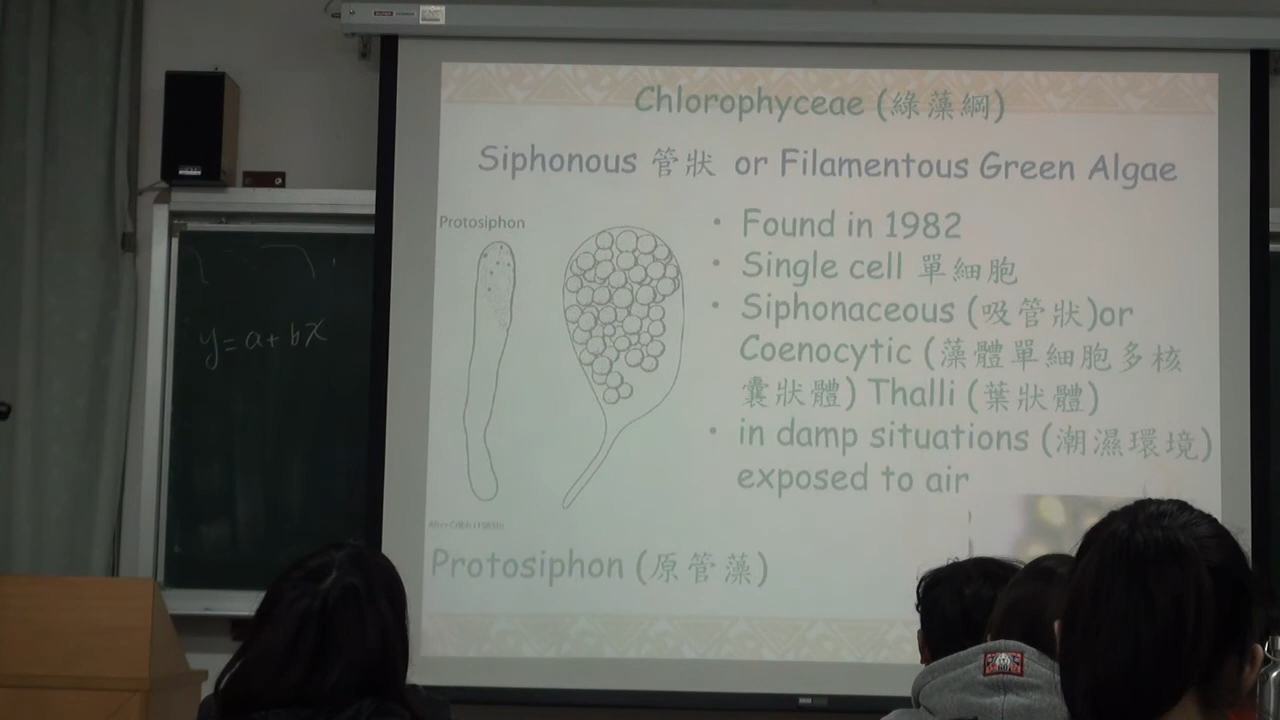 Chlorophyceae (綠藻綱)
Siphonous 管狀 or Filamentous Green Algae
Protosiphon
• Found in 1982
• Single cell 單細胞
• Siphonaceous (吸管狀)or
Coenocytic (藻體單細胞多核
囊狀體) Thalli (葉狀體)
• in damp situations (潮濕環境)
exposed to air
Protosiphon (原管藻)
y = a + bx